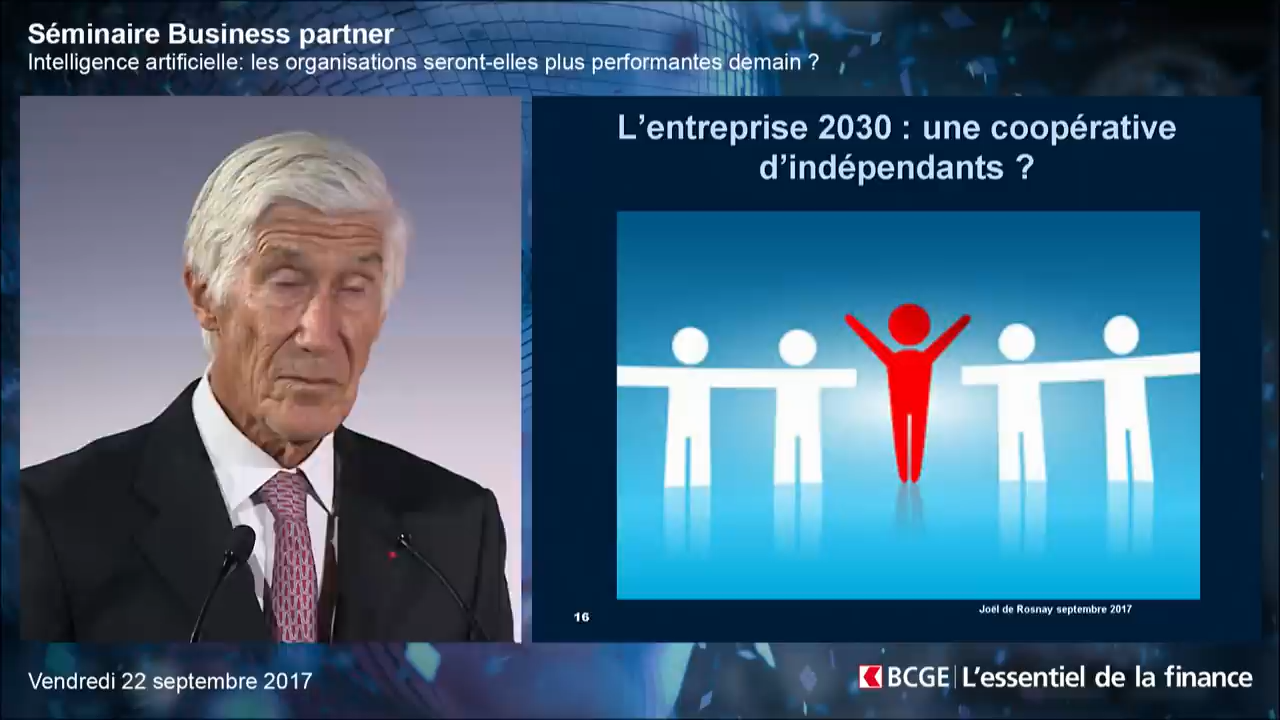 Séminaire Business partner
Intelligence artificielle: les organisations seront-elles plus performantes demain ?
L’entreprise 2030 : une coopérative
d’indépendants ?
Joël de Rosnay septembre 2017
16
Vendredi 22 septembre 2017
BCGE L’essentiel de la finance